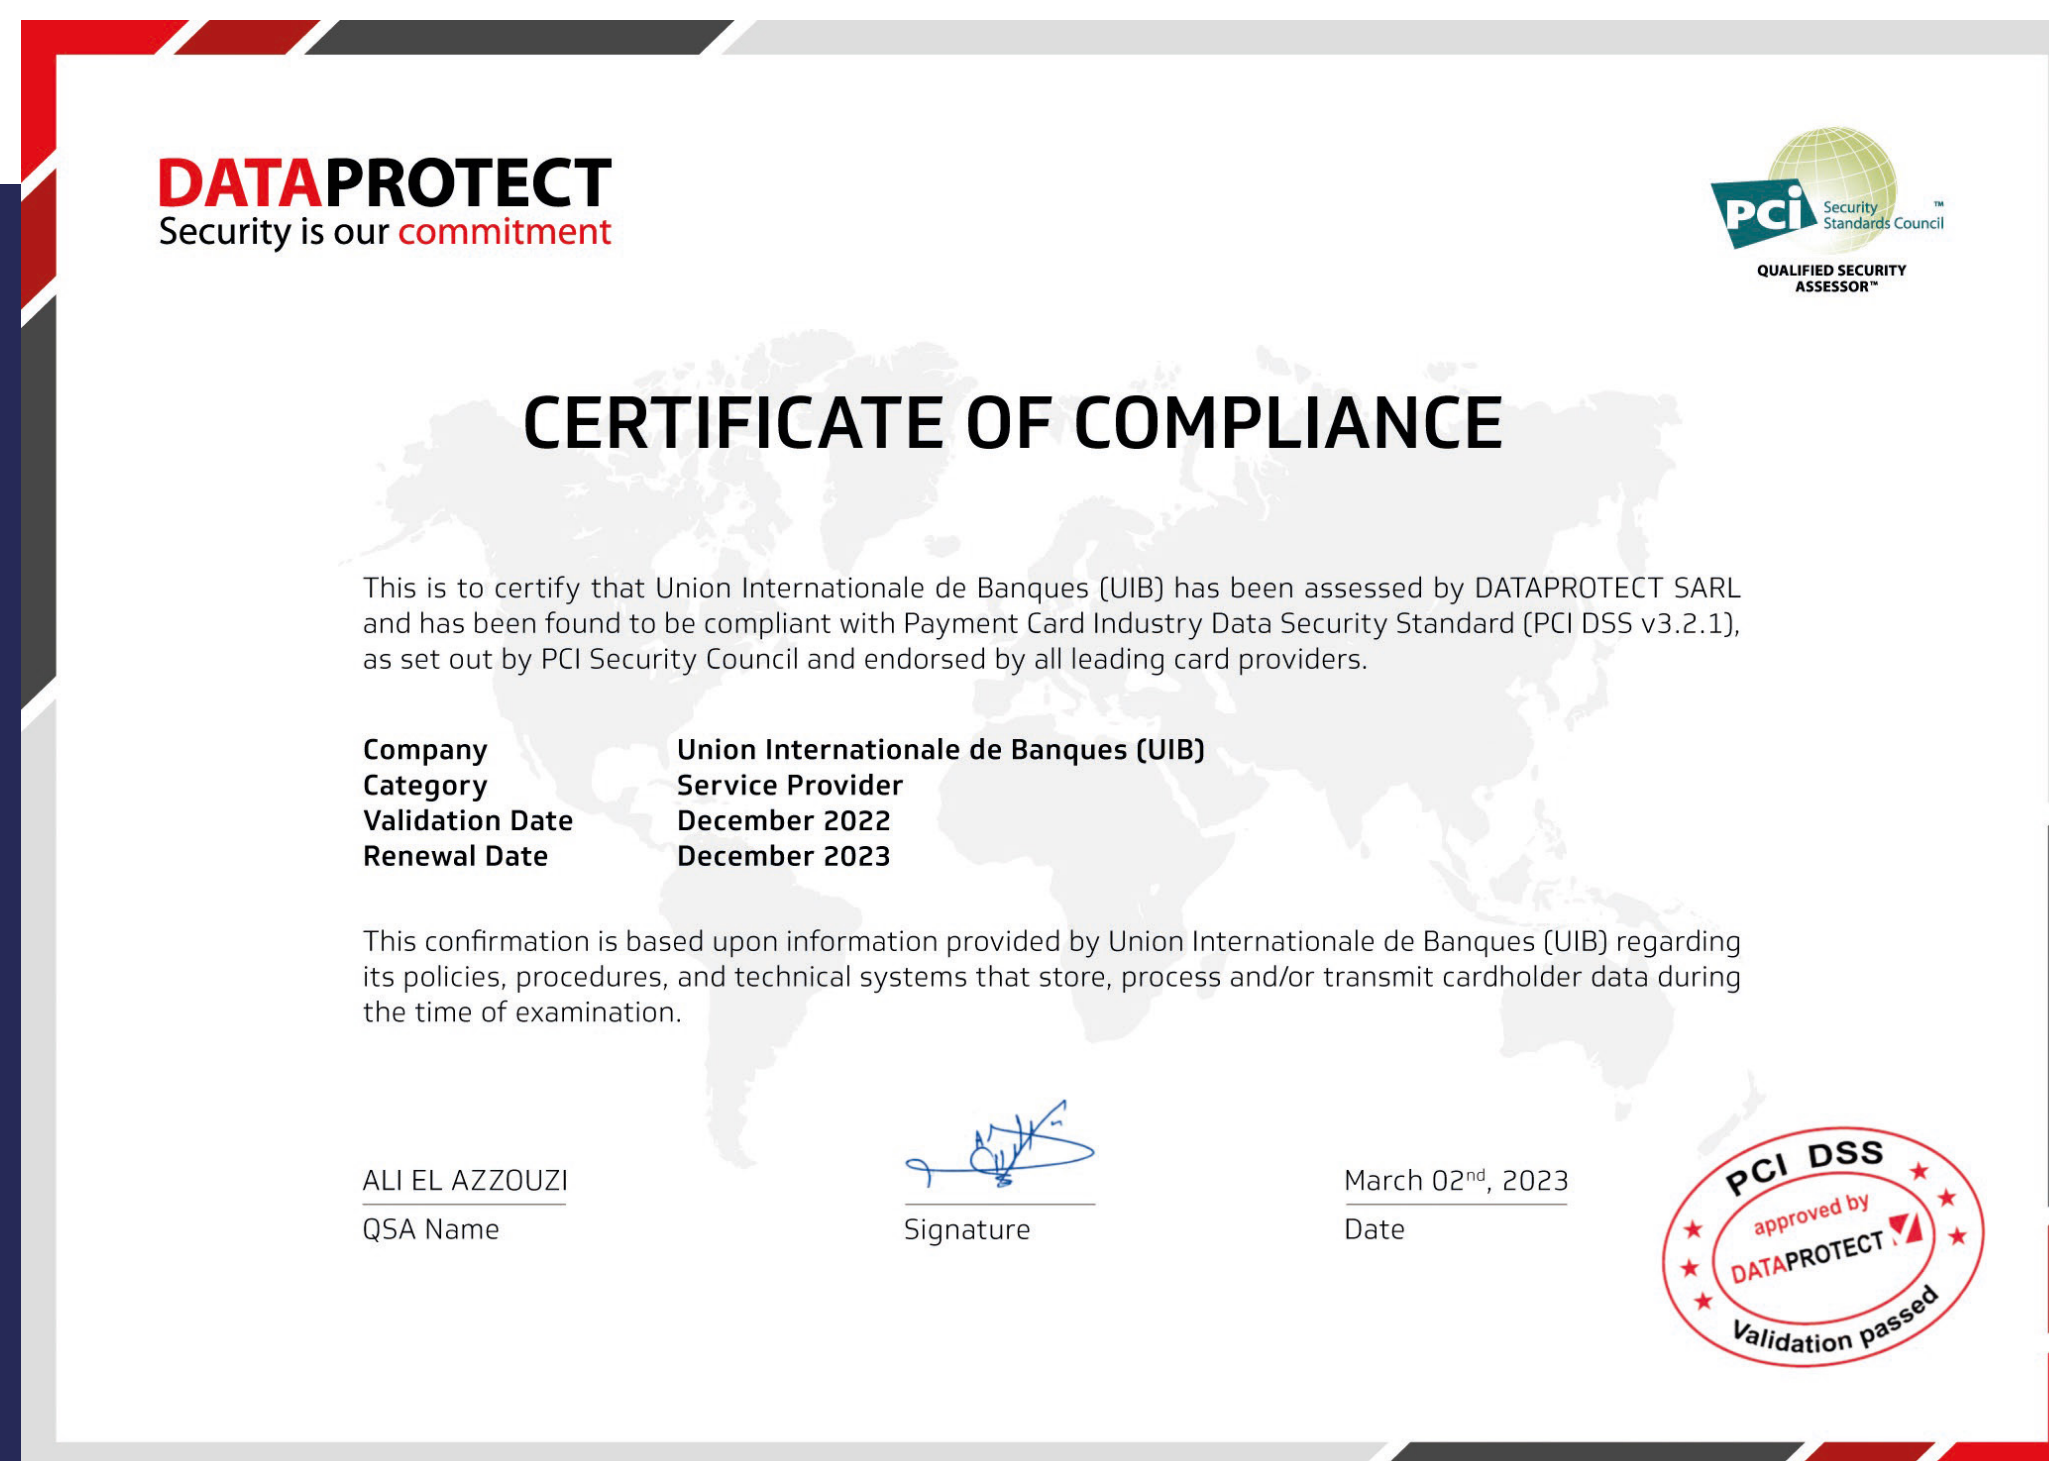 DATAPROTECT
Security is our commitment
PCi Security
Standards Council ™
QUALIFIED SECURITY
ASSESSOR™
CERTIFICATE OF COMPLIANCE
This is to certify that Union Internationale de Banques (UIB) has been assessed by DATAPROTECT SARL
and has been found to be compliant with Payment Card Industry Data Security Standard (PCI DSS v3.2.1),
as set out by PCI Security Council and endorsed by all leading card providers.
Company Union Internationale de Banques (UIB)
Category Service Provider
Validation Date December 2022
Renewal Date December 2023
This confirmation is based upon information provided by Union Internationale de Banques (UIB) regarding
its policies, procedures, and technical systems that store, process and/or transmit cardholder data during
the time of examination.
ALI EL AZZOUZI March 02nd, 2023
QSA Name Signature Date
PCI DSS
approved by
DATAPROTECT
Validation passed